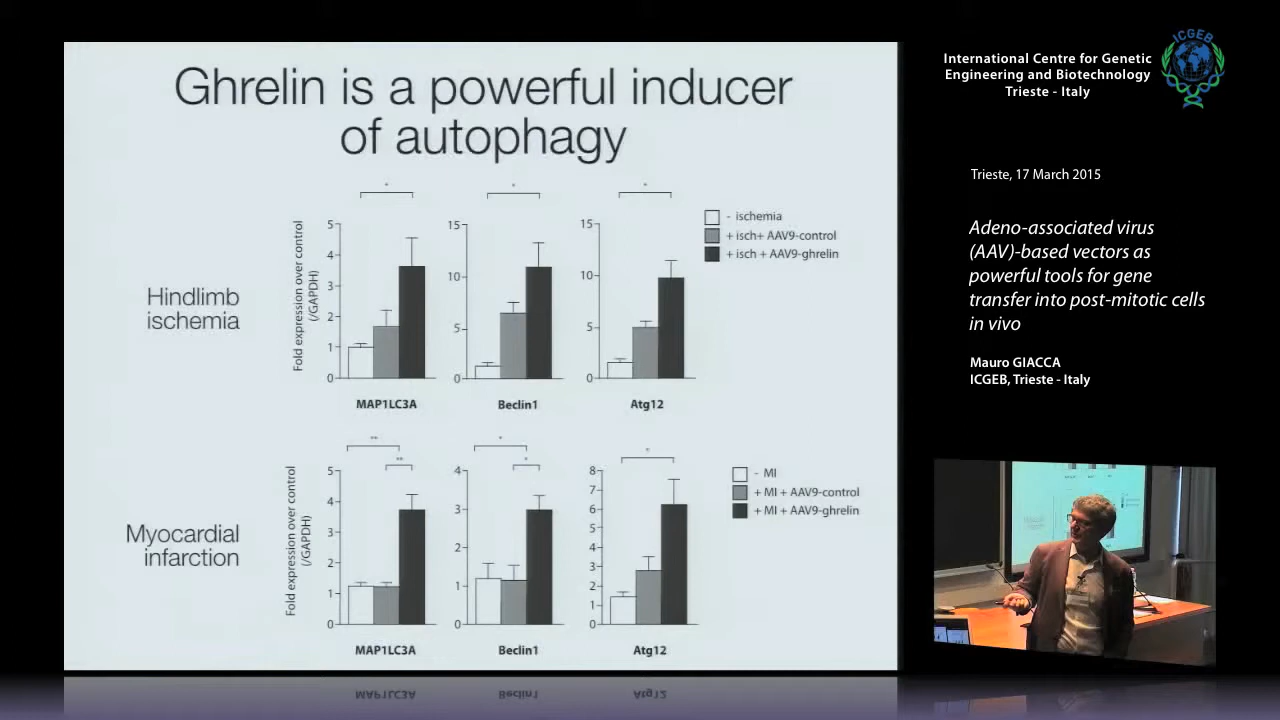 Ghrelin is a powerful inducer
of autophagy
Hindlimb
ischemia
Fold expression over control
(/GAPDH)
*
5
4
3
2
1
0
MAP1LC3A
*
15
10
5
0
Beclin1
*
15
10
5
0
Atg12
- ischemia
+ isch+ AAV9-control
+ isch + AAV9-ghrelin
Myocardial
infarction
Fold expression over control
(/GAPDH)
**
**
5
4
3
2
1
0
MAP1LC3A
*
*
4
3
2
1
0
Beclin1
*
8
7
6
5
4
3
2
1
0
Atg12
- MI
+ MI + AAV9-control
+ MI + AAV9-ghrelin
International Centre for Genetic
Engineering and Biotechnology
Trieste - Italy
ICGEB
Trieste, 17 March 2015
Adeno-associated virus
(AAV)-based vectors as
powerful tools for gene
transfer into post-mitotic cells
in vivo
Mauro GIACCA
ICGEB, Trieste - Italy